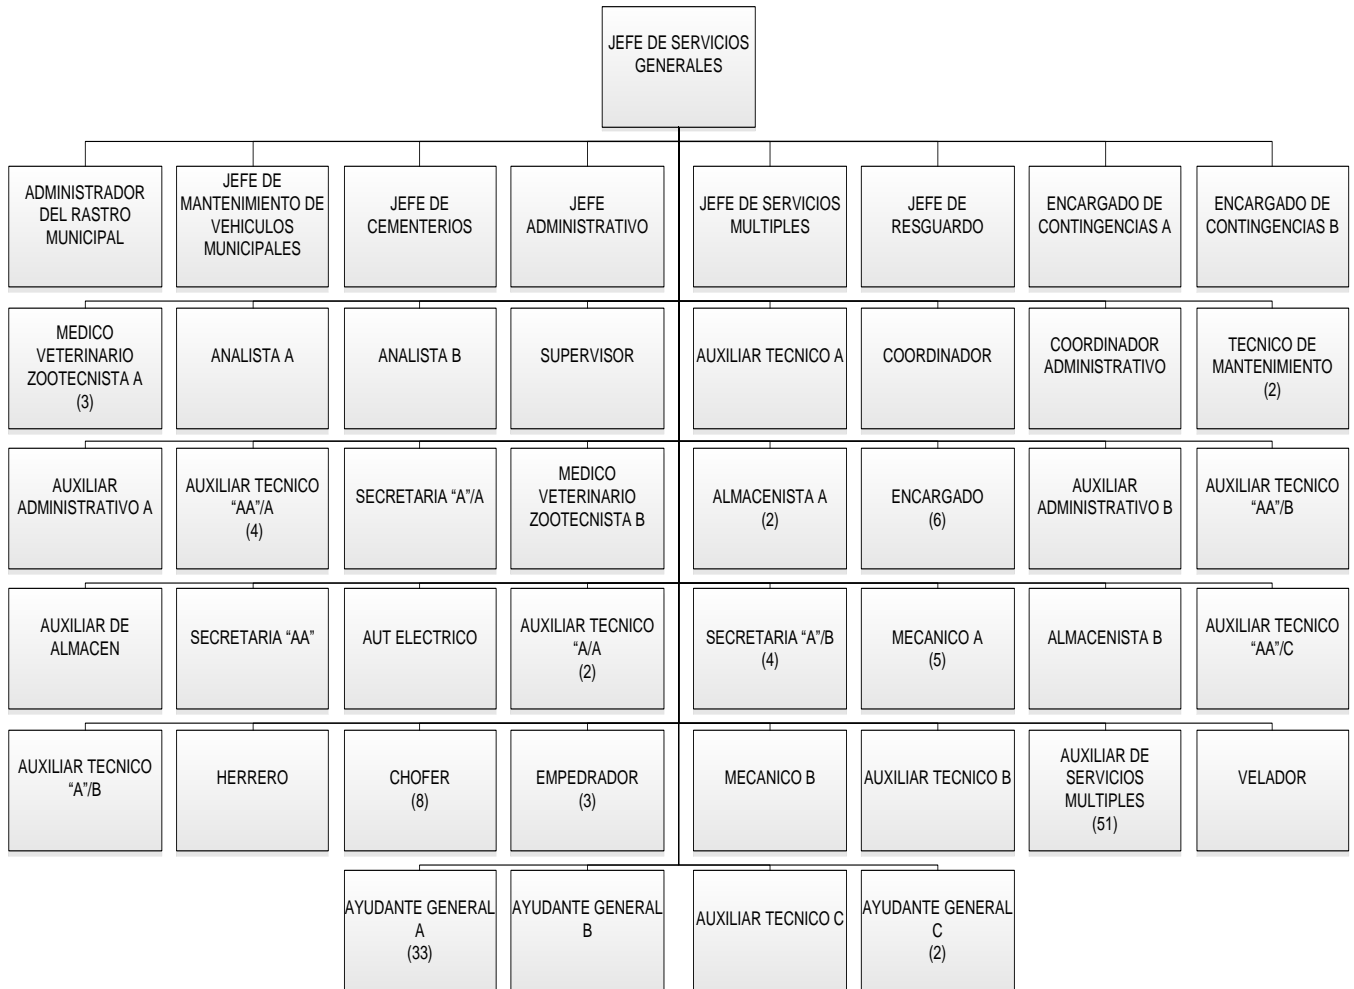 JEFE DE SERVICIOS
GENERALES
ADMINISTRADOR
DEL RASTRO
MUNICIPAL
JEFE DE
MANTENIMIENTO DE
VEHICULOS
MUNICIPALES
JEFE DE
CEMENTERIOS
JEFE
ADMINISTRATIVO
JEFE DE SERVICIOS
MULTIPLES
JEFE DE
RESGUARDO
ENCARGADO DE
CONTINGENCIAS A
ENCARGADO DE
CONTINGENCIAS B
MEDICO
VETERINARIO
ZOOTECNISTA A
(3)
ANALISTA A
ANALISTA B
SUPERVISOR
AUXILIAR TECNICO A
COORDINADOR
COORDINADOR
ADMINISTRATIVO
TECNICO DE
MANTENIMIENTO
(2)
AUXILIAR
ADMINISTRATIVO A
AUXILIAR TECNICO
“AA”/A
(4)
SECRETARIA “A”/A
MEDICO
VETERINARIO
ZOOTECNISTA B
ALMACENISTA A
(2)
ENCARGADO
(6)
AUXILIAR
ADMINISTRATIVO B
AUXILIAR TECNICO
“AA”/B
AUXILIAR DE
ALMACEN
SECRETARIA “AA”
AUT ELECTRICO
AUXILIAR TECNICO
“A/A
(2)
SECRETARIA “A”/B
(4)
MECANICO A
(5)
ALMACENISTA B
AUXILIAR TECNICO
“AA”/C
AUXILIAR TECNICO
“A”/B
HERRERO
CHOFER
(8)
EMPEDRADOR
(3)
MECANICO B
AUXILIAR TECNICO B
AUXILIAR DE
SERVICIOS
MULTIPLES
(51)
VELADOR
AYUDANTE GENERAL
A
(33)
AYUDANTE GENERAL
B
AUXILIAR TECNICO C
AYUDANTE GENERAL
C
(2)